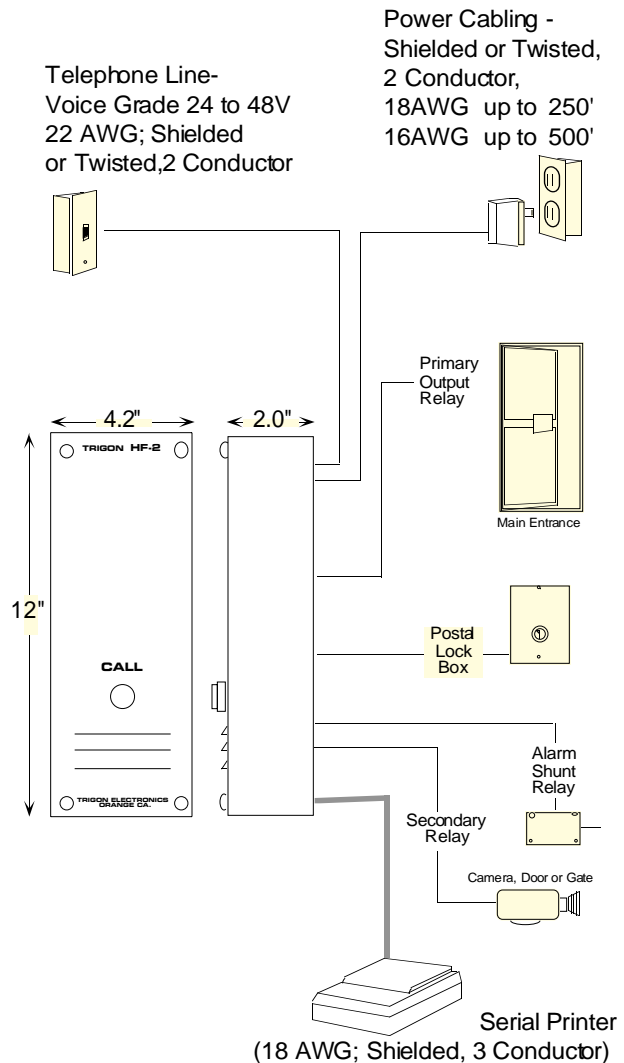 Power Cabling -
Shielded or Twisted,
2 Conductor,
18AWG up to 250'
16AWG up to 500'
Telephone Line-
Voice Grade 24 to 48V
22 AWG; Shielded
or Twisted,2 Conductor
Primary
Output
Relay
Main Entrance
4.2"
2.0"
TRIGON HF-2
12"
CALL
TRIGON ELECTRONICS
ORANGE CA.
Postal
Lock
Box
Alarm
Shunt
Relay
Secondary
Relay
Camera, Door or Gate
Serial Printer
(18 AWG; Shielded, 3 Conductor)